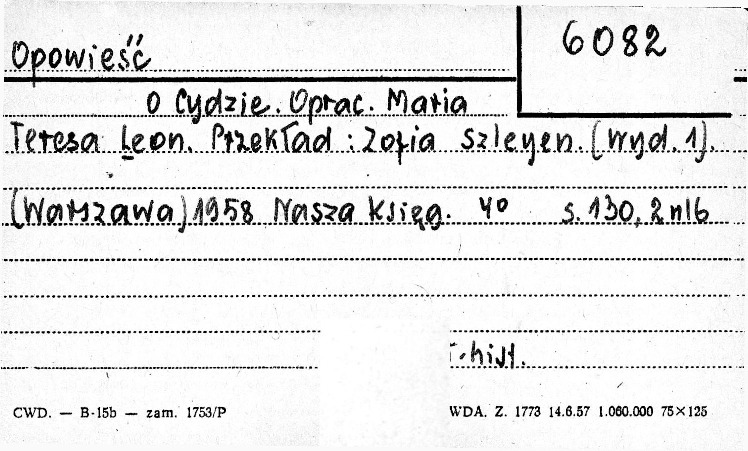 6082
Opowieść
o Cydzie. Oprac. Maria
Teresa Leon. Przekład: Zofia Szleyen. (Wyd. 1).
(Warszawa) 1958 Nasza Księg. 4° s. 130, 2 nlb
hist.
CWD. — B-15b — zam. 1753/P
WDA. Z. 1773 14.6.57 1.060.000 75×125